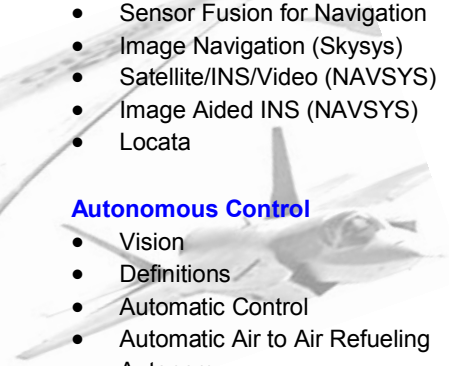 • Sensor Fusion for Navigation
• Image Navigation (Skysys)
• Satellite/INS/Video (NAVSYS)
• Image Aided INS (NAVSYS)
• Locata
Autonomous Control
• Vision
• Definitions
• Automatic Control
• Automatic Air to Air Refueling